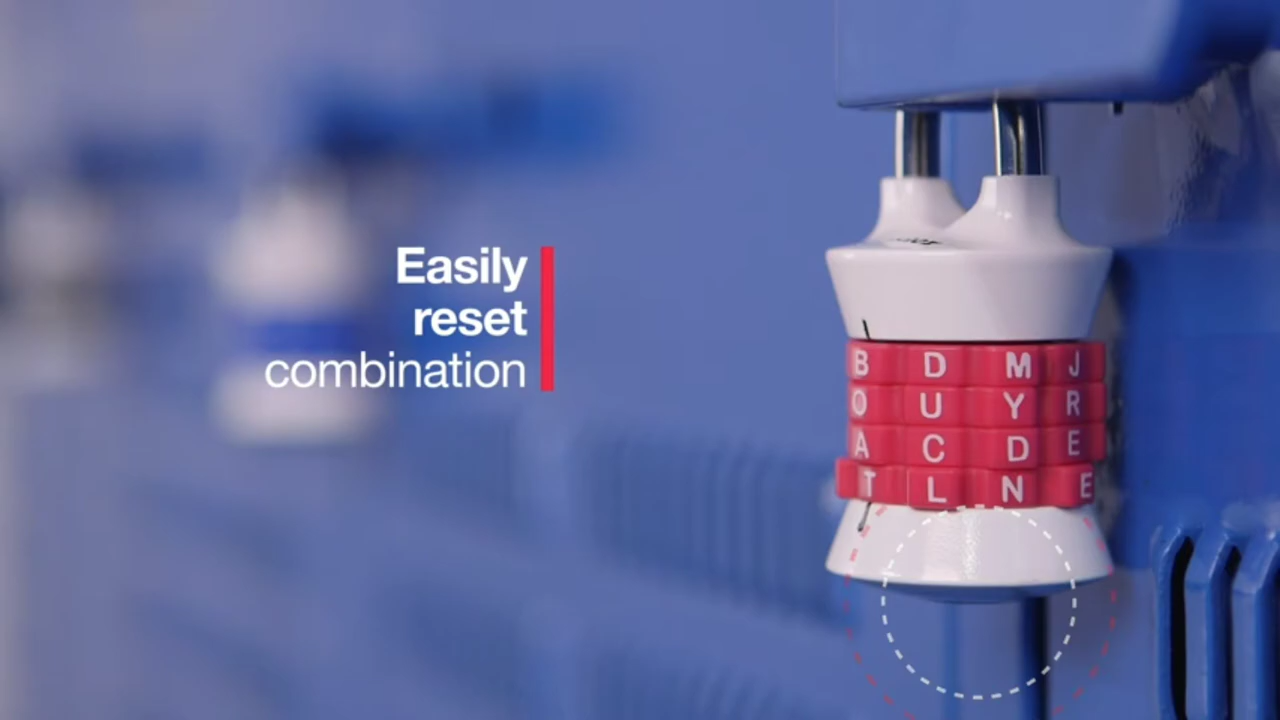 Easily
reset
combination
B D M J
O U Y R
A C D E
T L N E